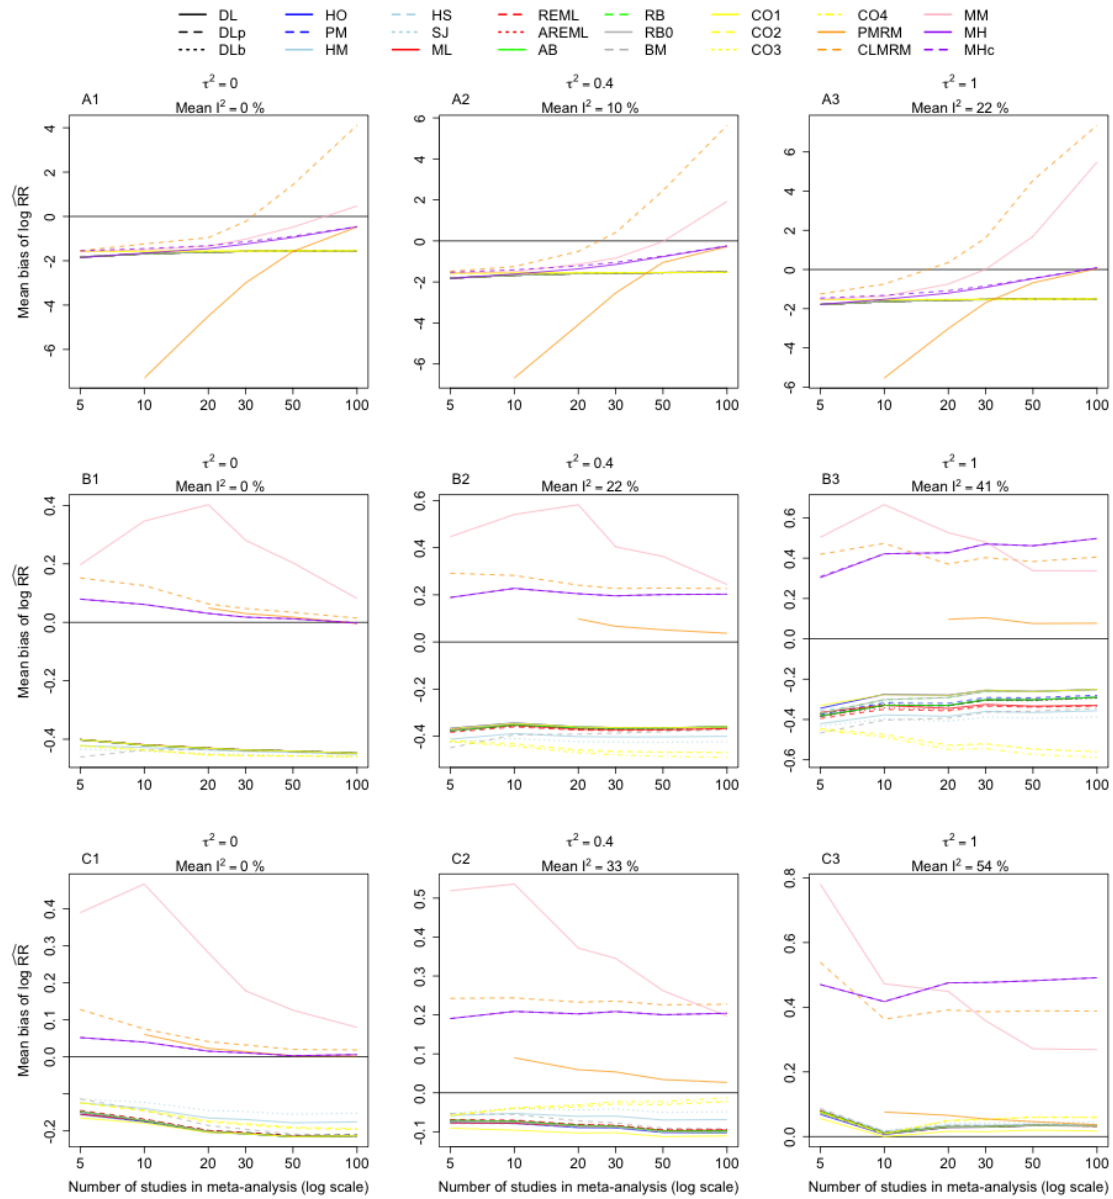 DL HO HS REML RB CO1 CO4 MM
DLp PM SJ AREML RB0 CO2 PMRM MH
DLb HM ML AB BM CO3 CLMRM MHc
τ² = 0 τ² = 0.4 τ² = 1
A1 Mean I² = 0 % A2 Mean I² = 10 % A3 Mean I² = 22 %
Mean bias of log R̂R̂
4 2 0 -2 -4 -6
6 4 2 0 -2 -4 -6
6 4 2 0 -2 -4 -6
5 10 20 30 50 100 5 10 20 30 50 100 5 10 20 30 50 100
τ² = 0 τ² = 0.4 τ² = 1
B1 Mean I² = 0 % B2 Mean I² = 22 % B3 Mean I² = 41 %
Mean bias of log R̂R̂
0.4 0.2 0.0 -0.2 -0.4
0.6 0.4 0.2 0.0 -0.2 -0.4
0.6 0.4 0.2 0.0 -0.2 -0.4 -0.6
5 10 20 30 50 100 5 10 20 30 50 100 5 10 20 30 50 100
τ² = 0 τ² = 0.4 τ² = 1
C1 Mean I² = 0 % C2 Mean I² = 33 % C3 Mean I² = 54 %
Mean bias of log R̂R̂
0.4 0.3 0.2 0.1 0.0 -0.2
0.5 0.4 0.3 0.2 0.1 0.0 -0.1
0.8 0.6 0.4 0.2 0.0
5 10 20 30 50 100 5 10 20 30 50 100 5 10 20 30 50 100
Number of studies in meta-analysis (log scale) Number of studies in meta-analysis (log scale) Number of studies in meta-analysis (log scale)